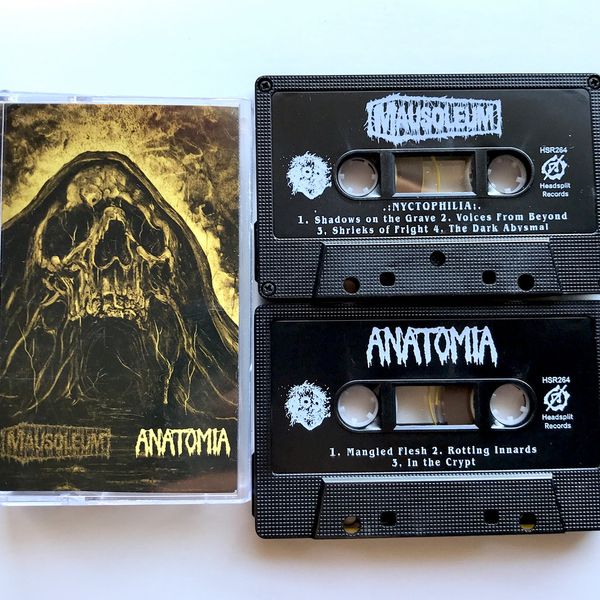 MAUSOLEUM
ANATOMIA
MAUSOLEUM
HSR264
Headsplit
Records
.:NYCTOPHILIA:.
1. Shadows on the Grave 2. Voices From Beyond
3. Shrieks of Fright 4. The Dark Abysmal
ANATOMIA
HSR264
Headsplit
Records
1. Mangled Flesh 2. Rotting Innards
3. In the Crypt